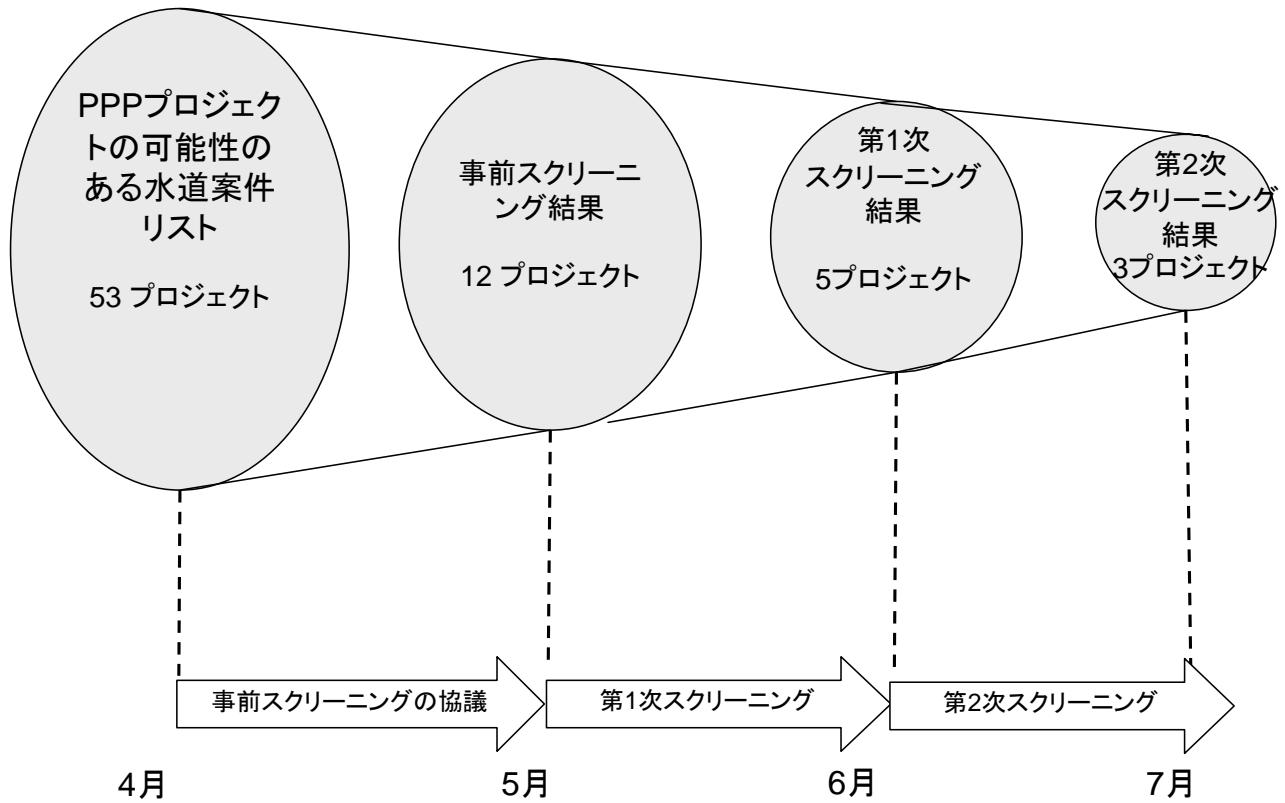 PPPプロジェク
トの可能性の
ある水道案件
リスト
53 プロジェクト
事前スクリーニ
ング結果
12 プロジェクト
第1次
スクリーニング
結果
5プロジェクト
第2次
スクリーニング
結果
3プロジェクト
事前スクリーニングの協議
第1次スクリーニング
第2次スクリーニング
4月
5月
6月
7月